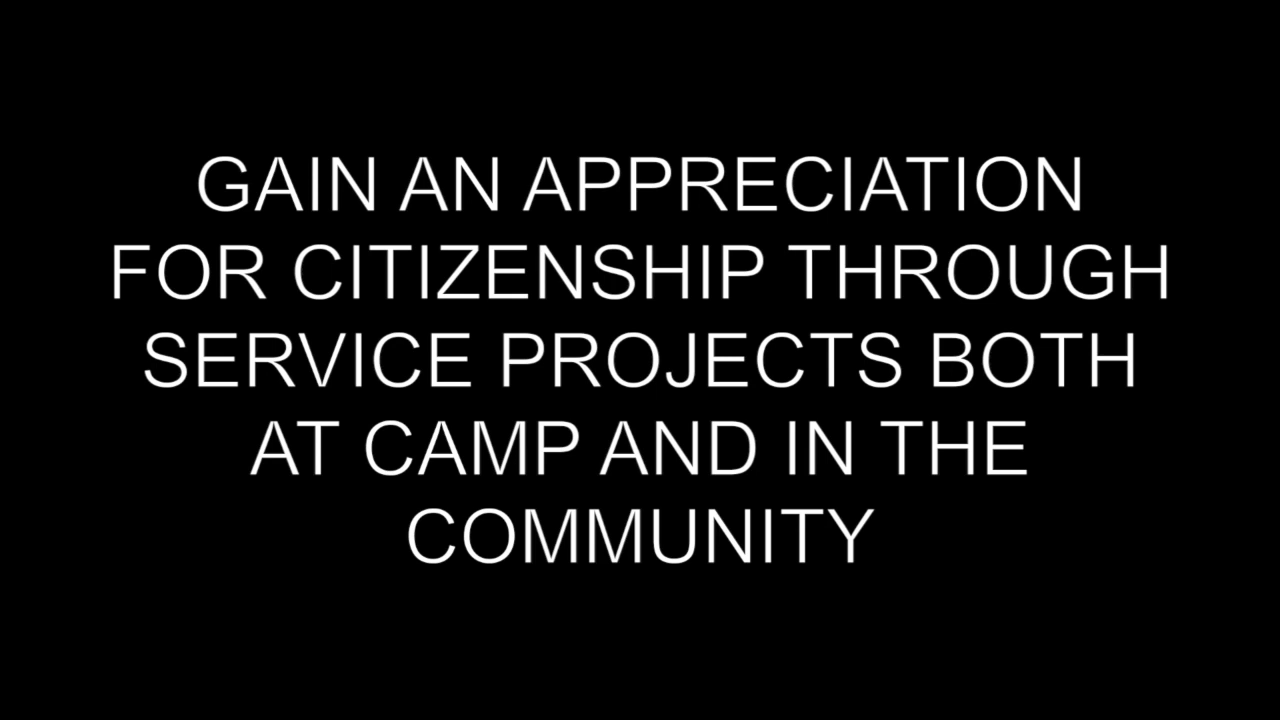 GAIN AN APPRECIATION
FOR CITIZENSHIP THROUGH
SERVICE PROJECTS BOTH
AT CAMP AND IN THE
COMMUNITY